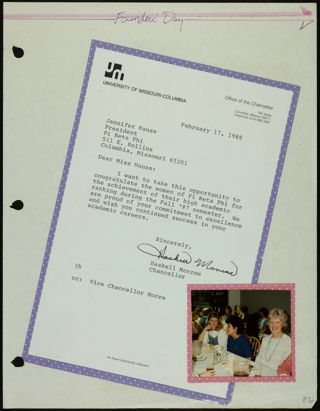 Founders' Day
UNIVERSITY OF MISSOURI-COLUMBIA
Office of the Chancellor
February 17, 1988
Jennifer Nauss
President
Pi Beta Phi
511 E. Rollins
Columbia, Missouri 65201
Dear Miss Nauss:
I want to take this opportunity to
congratulate the women of Pi Beta Phi for
the achievement of their high academic
ranking during the Fall '87 semester. We
are proud of your commitment to excellence
and wish you continued success in your
academic careers.
Sincerely,
Haskell Monroe
Haskell Monroe
Chancellor
jh
cc: Vice Chancellor Moore